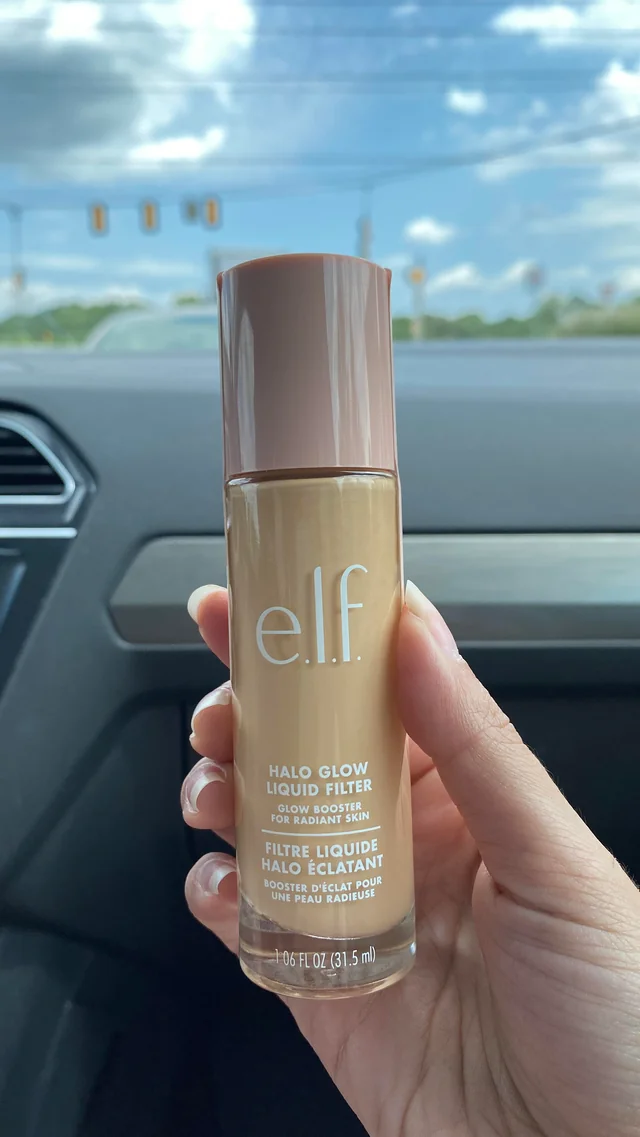 e.l.f.
HALO GLOW
LIQUID FILTER
GLOW BOOSTER
FOR RADIANT SKIN
FILTRE LIQUIDE
HALO ÉCLATANT
BOOSTER D'ÉCLAT POUR
UNE PEAU RADIEUSE
1.06 FL OZ (31.5 ml)